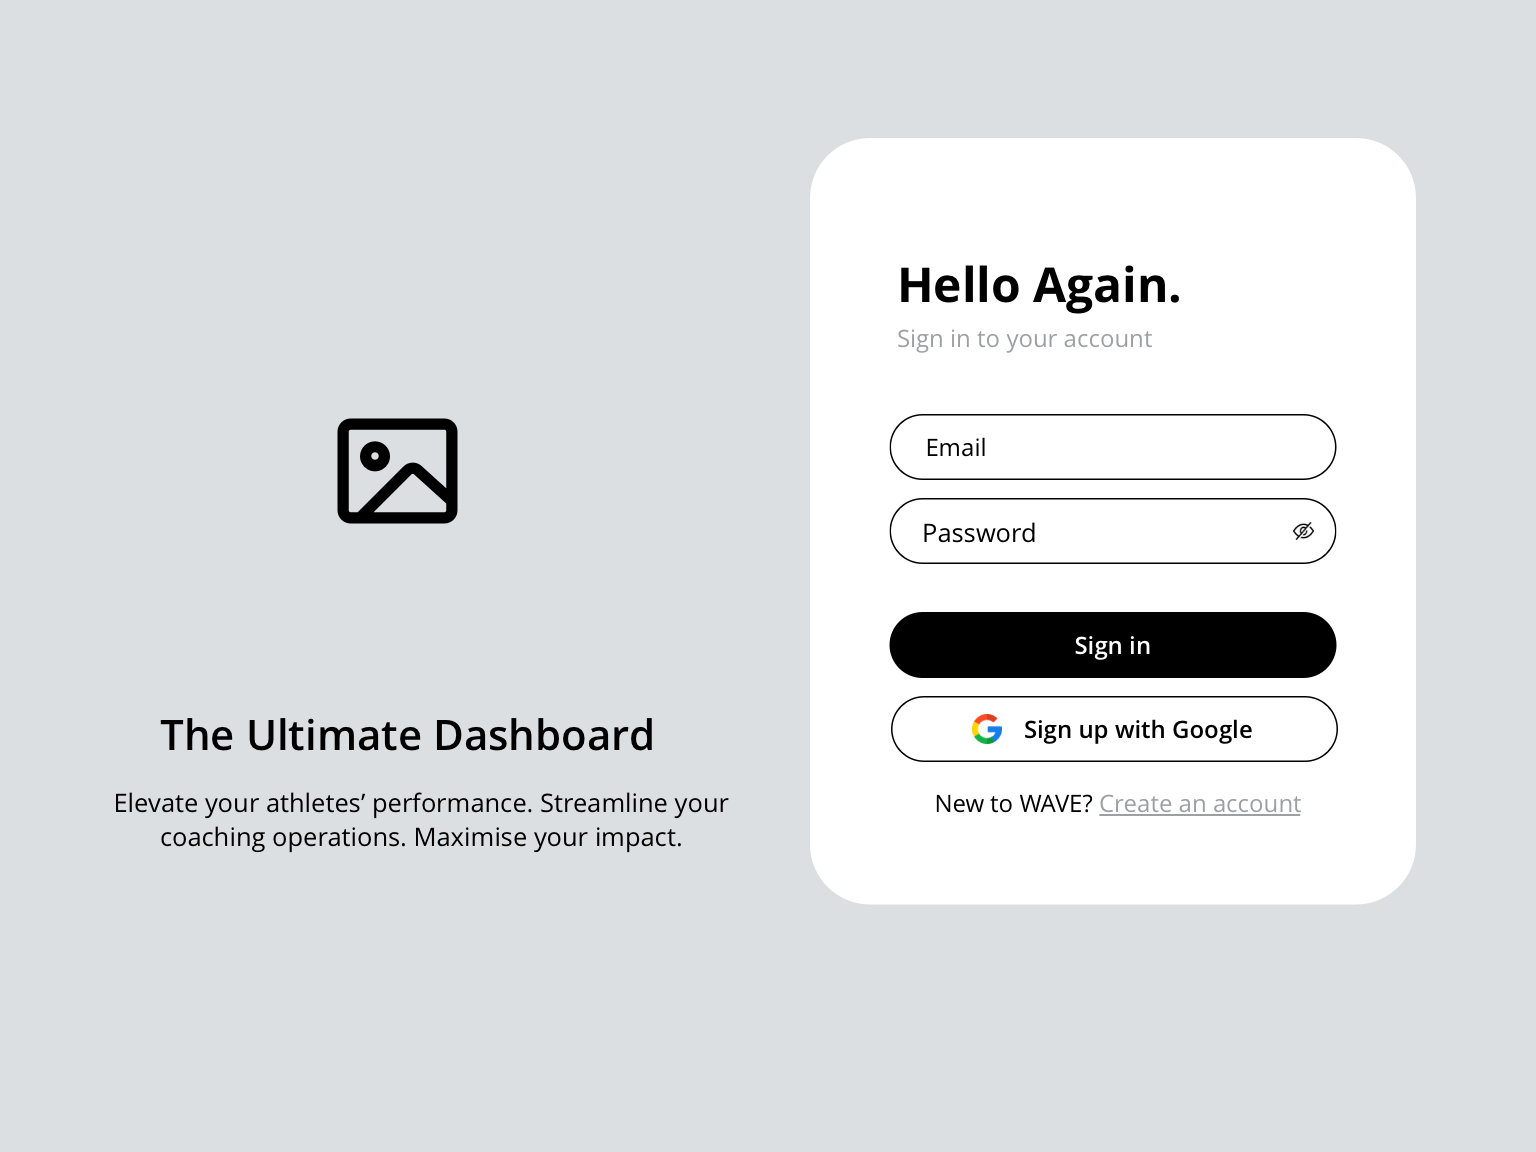 The Ultimate Dashboard
Elevate your athletes’ performance. Streamline your
coaching operations. Maximise your impact.
Hello Again.
Sign in to your account
Email
Password
Sign in
Sign up with Google
New to WAVE? Create an account